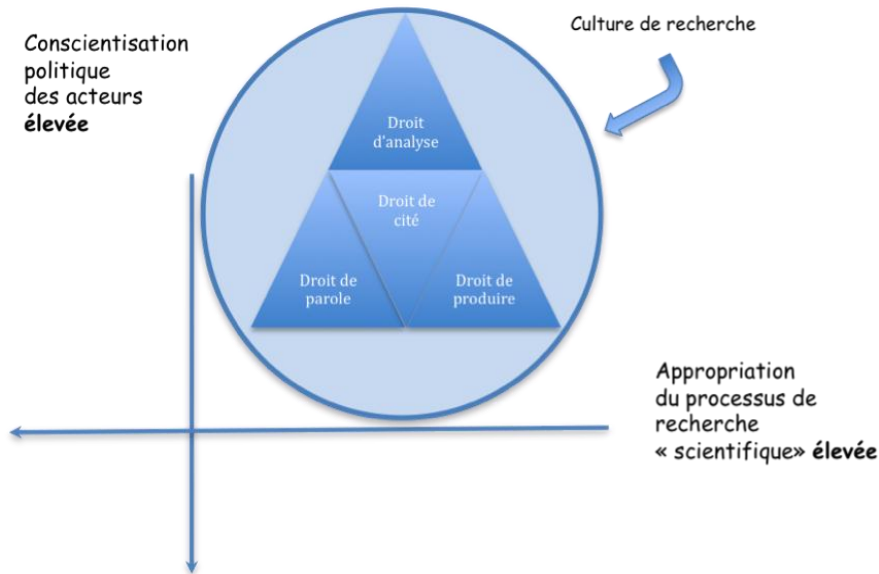 Culture de recherche
Conscientisation
politique
des acteurs
élevée
Droit
d'analyse
Droit de
cité
Droit de
parole
Droit de
produire
Appropriation
du processus de
recherche
« scientifique» élevée